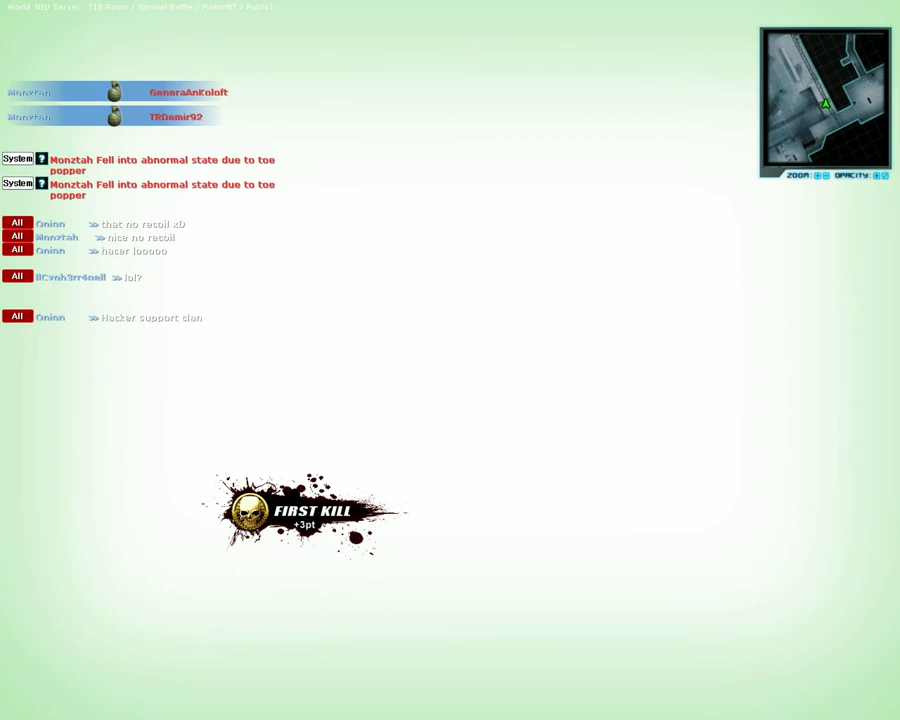 World_NIU Server - [18 Room / Normal Battle / MisterMT / Public]
Monztah GeneraAnKoloft
Monztah TRDemir92
System ? Monztah Fell into abnormal state due to toe
popper
System ? Monztah Fell into abnormal state due to toe
popper
All Oninn >> that no recoil xD
All Monztah >> nice no recoil
All Oninn >> hacer looooo
All >> lol?
All Oninn >> Hacker support clan
ZOOM: OPACITY:
FIRST KILL
+3pt